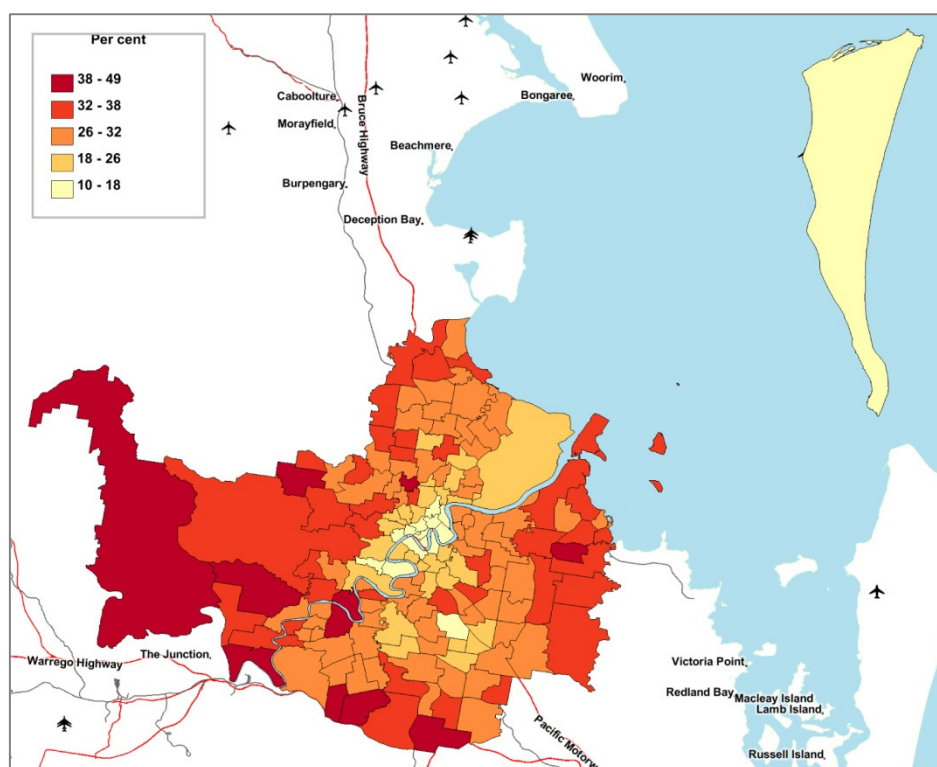 Per cent
38 - 49
32 - 38
26 - 32
18 - 26
10 - 18
Woorim
Bongaree
Caboolture
Morayfield
Bruce Highway
Beachmere
Burpengary
Deception Bay
Victoria Point
Redland Bay
Macleay Island
Lamb Island
Russell Island
The Junction
Warrego Highway
Pacific Motorw